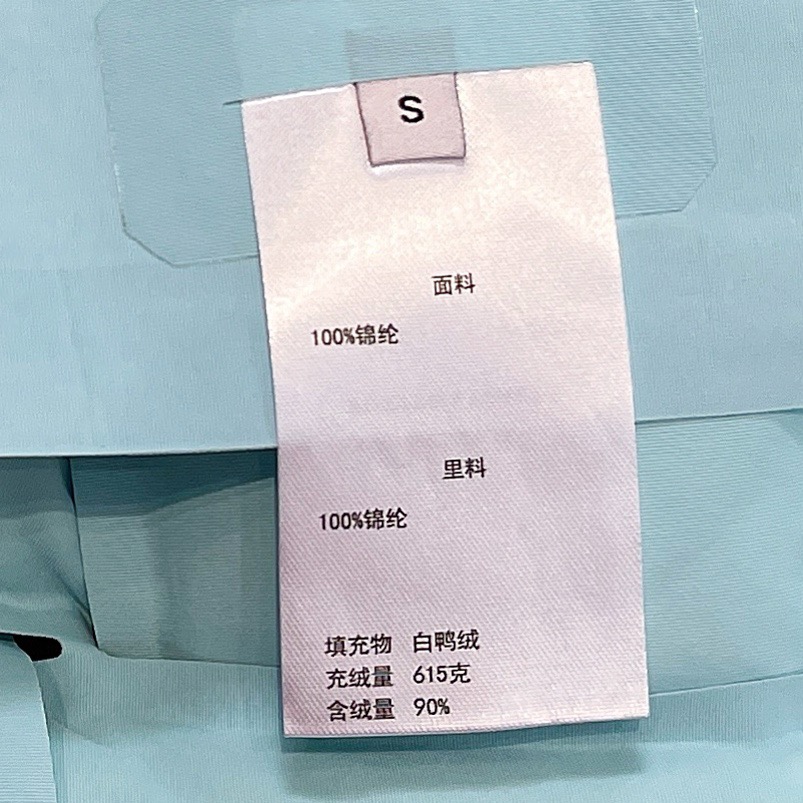 S
面料
100%锦纶
里料
100%锦纶
填充物 白鸭绒
充绒量 615克
含绒量 90%